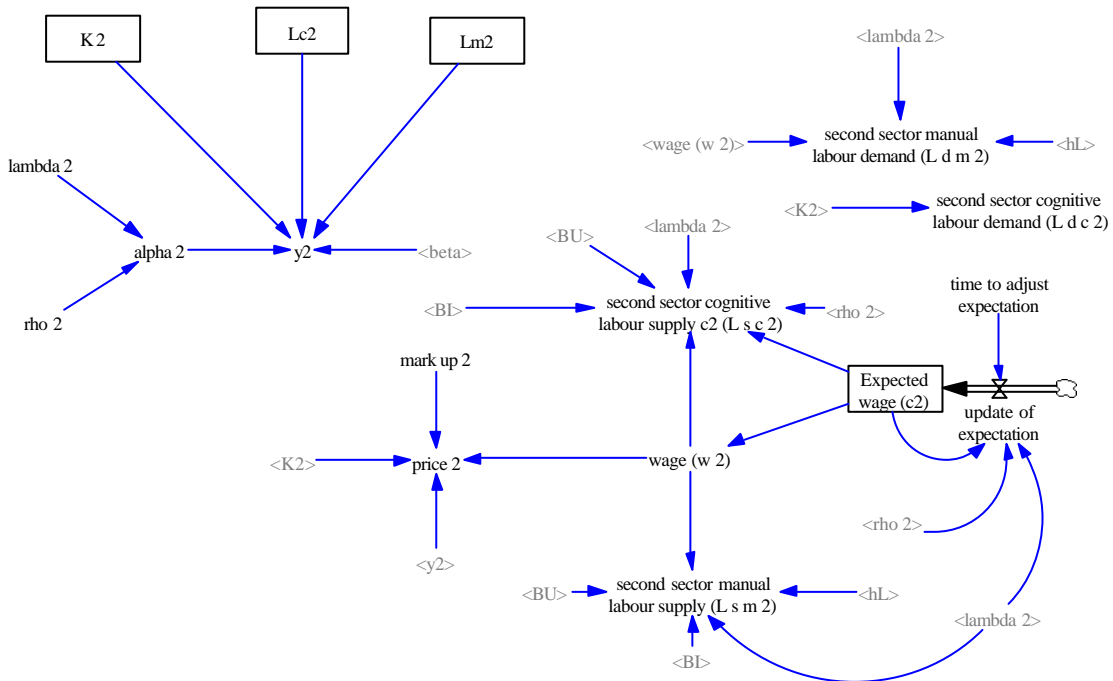 K 2
Lc2
Lm2
<lambda 2>
second sector manual
labour demand (L d m 2)
<wage (w 2)>
<hL>
lambda 2
second sector cognitive
labour demand (L d c 2)
<K2>
<BU>
<lambda 2>
alpha 2
y2
<beta>
second sector cognitive
labour supply c2 (L s c 2)
<BI>
<rho 2>
time to adjust
expectation
rho 2
mark up 2
Expected
wage (c2)
update of
expectation
<K2>
price 2
wage (w 2)
<rho 2>
<y2>
second sector manual
labour supply (L s m 2)
<BU>
<hL>
<lambda 2>
<BI>